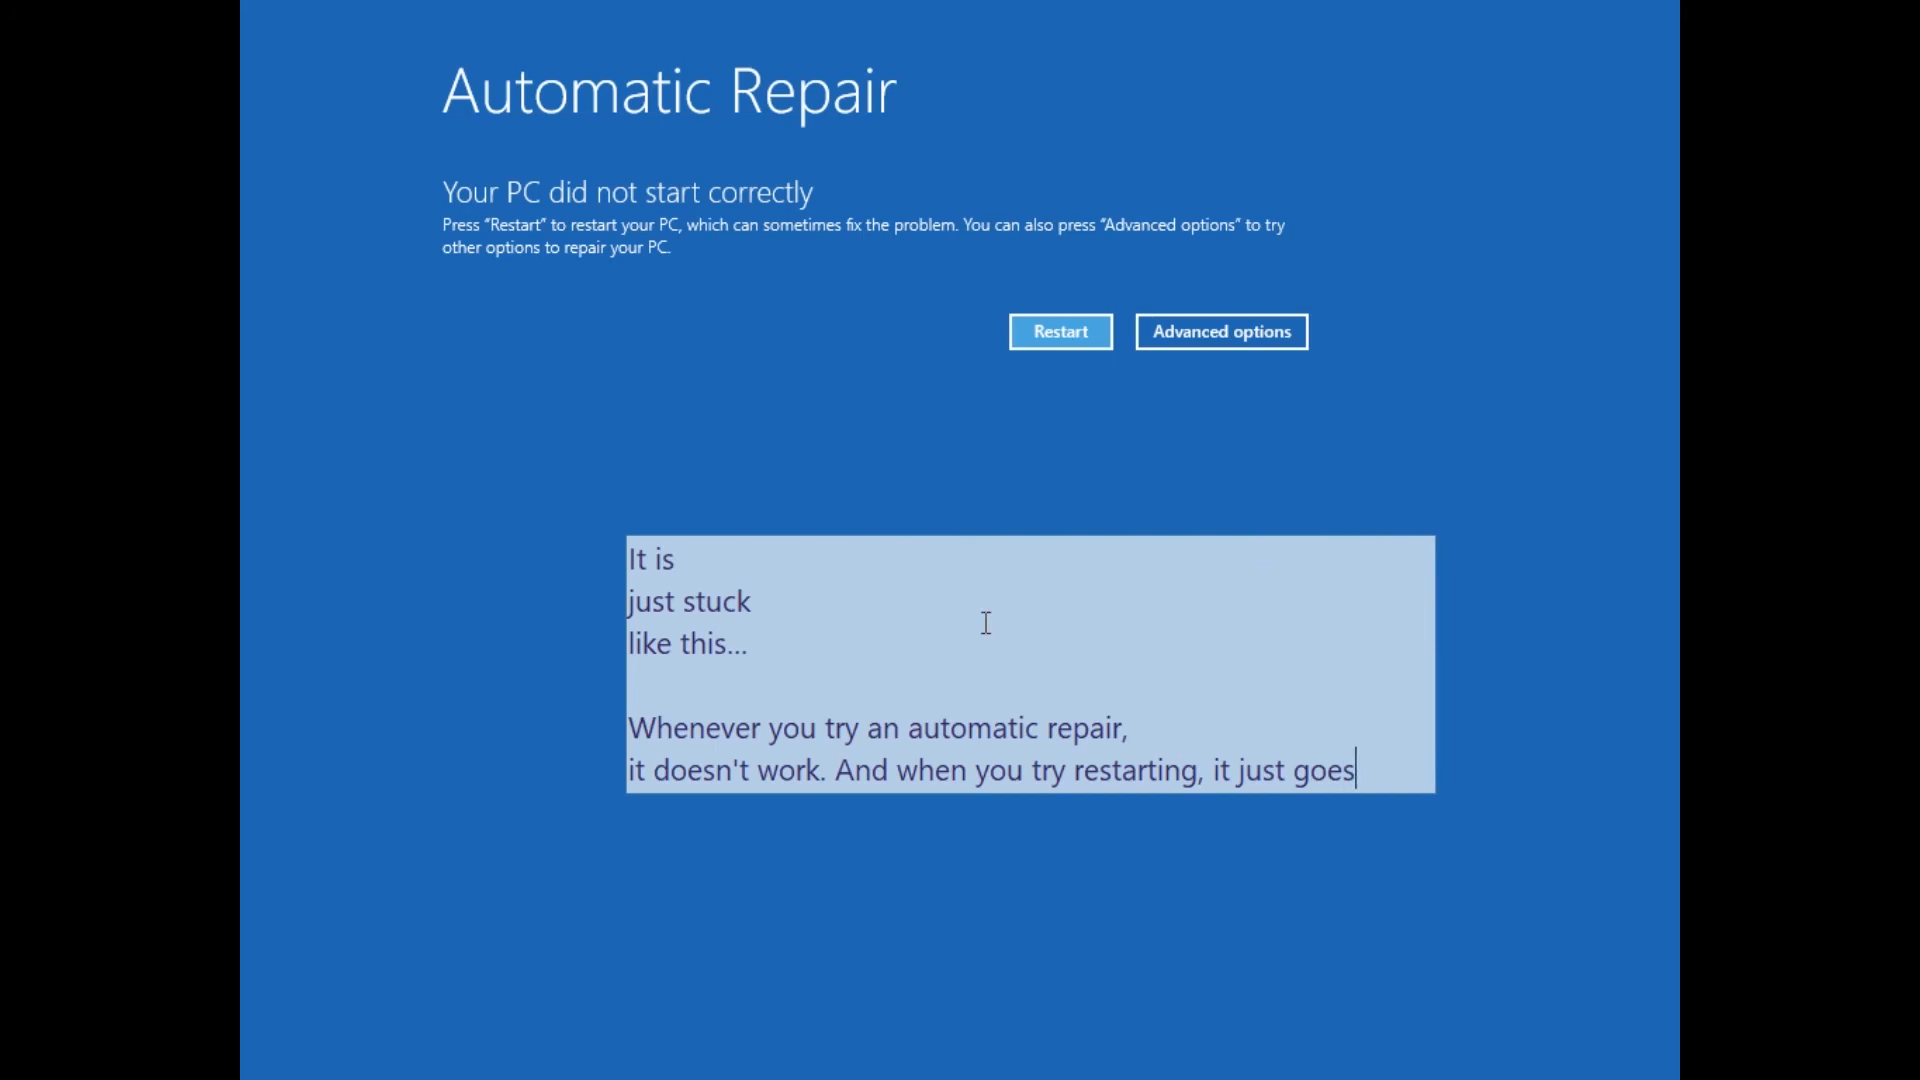 Automatic Repair
Your PC did not start correctly
Press “Restart” to restart your PC, which can sometimes fix the problem. You can also press “Advanced options” to try
other options to repair your PC.
Restart
Advanced options
It is
just stuck
like this...
Whenever you try an automatic repair,
it doesn't work. And when you try restarting, it just goes